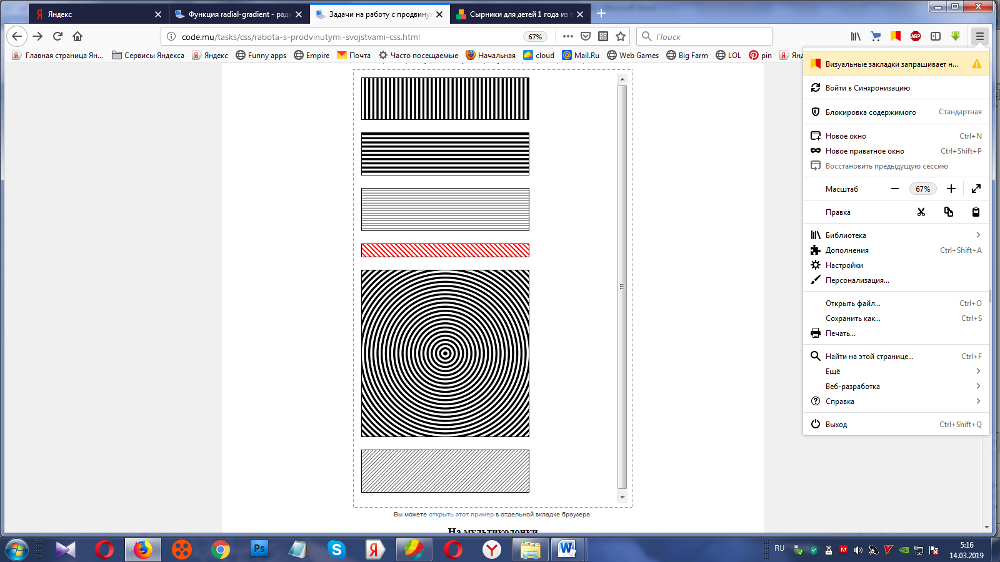 Яндекс
Функция radial-gradient - рад
Задачи на работу с продвинут
Сырники для детей 1 года из т
code.mu/tasks/css/rabota-s-prodvinutymi-svojstvami-css.html
67%
Поиск
Главная страница Ян...
Сервисы Яндекса
Яндекс
Funny apps
Empire
Почта
Часто посещаемые
Начальная
cloud
Mail.Ru
Web Games
Big Farm
LOL
pin
Янд
Визуальные закладки запрашивает н...
Войти в Синхронизацию
Блокировка содержимого Стандартная
Новое окно Ctrl+N
Новое приватное окно Ctrl+Shift+P
Восстановить предыдущую сессию
Масштаб 67%
Правка
Библиотека
Дополнения Ctrl+Shift+A
Настройки
Персонализация...
Открыть файл... Ctrl+O
Сохранить как... Ctrl+S
Печать...
Найти на этой странице... Ctrl+F
Ещё
Веб-разработка
Справка
Выход Ctrl+Shift+Q
Вы можете открыть этот пример в отдельной вкладке браузера.
На мультиколонки
RU
5:16
14.03.2019